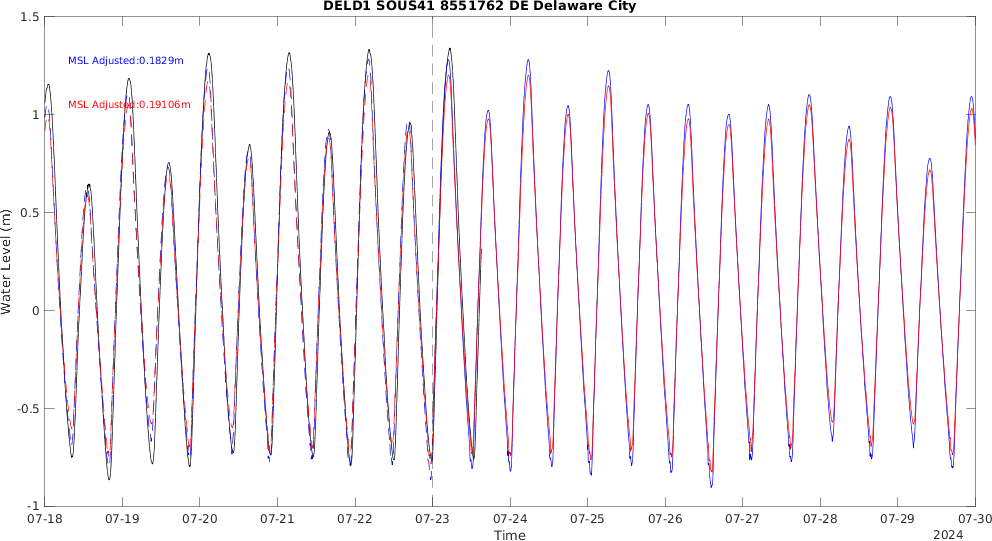 DELD1 SOUS41 8551762 DE Delaware City
1.5
MSL Adjusted:0.1829m
MSL Adjusted:0.19106m
1
0.5
0
-0.5
-1
Water Level (m)
07-18 07-19 07-20 07-21 07-22 07-23 07-24 07-25 07-26 07-27 07-28 07-29 07-30
Time
2024